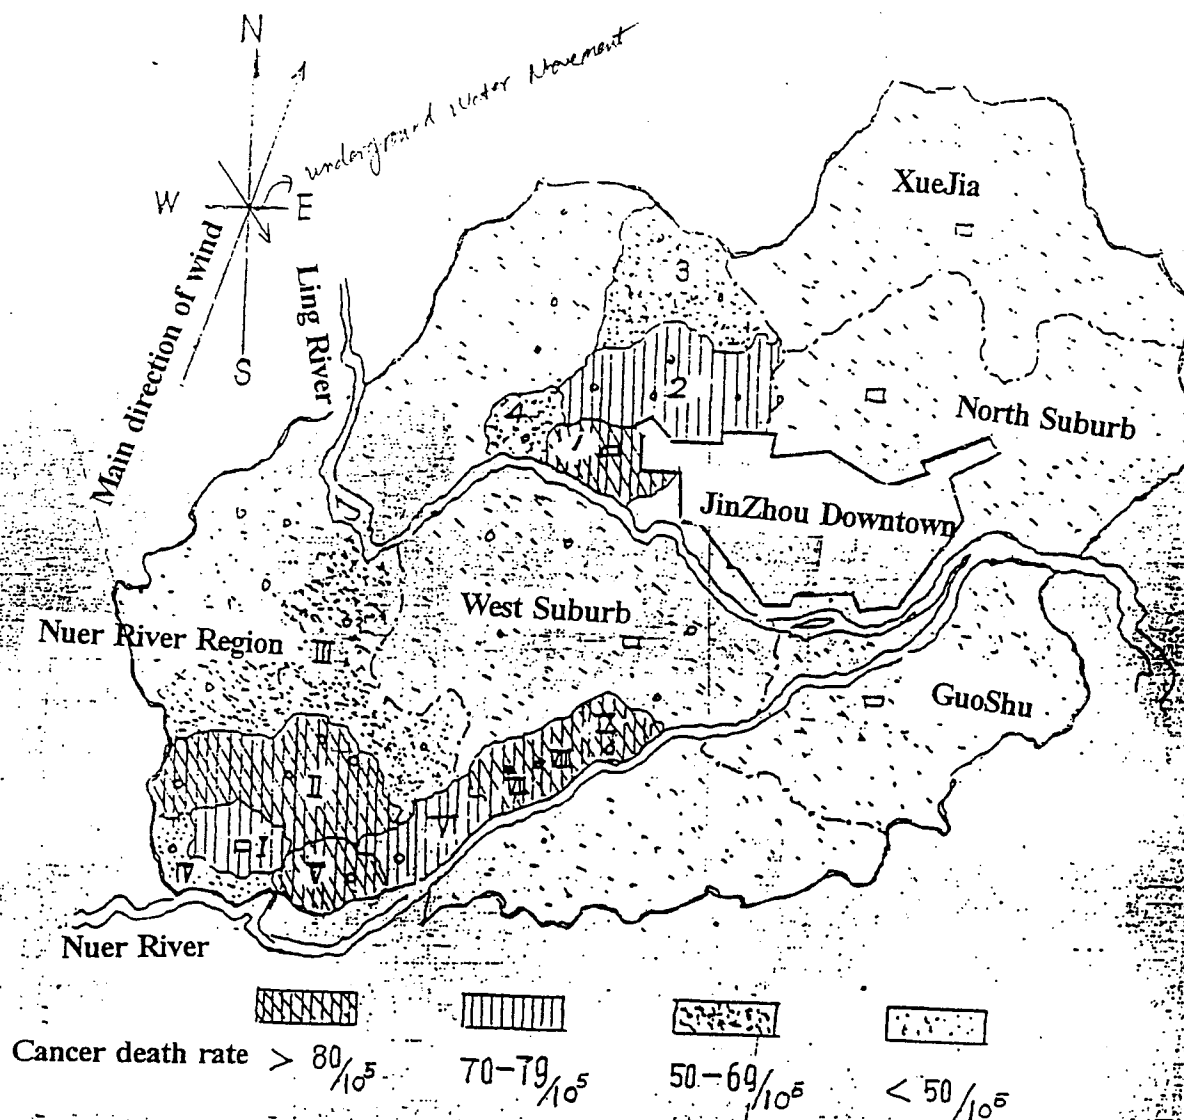 N
underground Water Movement
W
E
S
Main direction of wind
Ling River
XueJia
3
2
4
1
North Suburb
JinZhou Downtown
West Suburb
Nuer River Region
III
GuoShu
IX
VIII
VII
II
I
V
IV
Nuer River
Cancer death rate
> 80/10⁵
70-79/10⁵
50-69/10⁵
< 50/10⁵